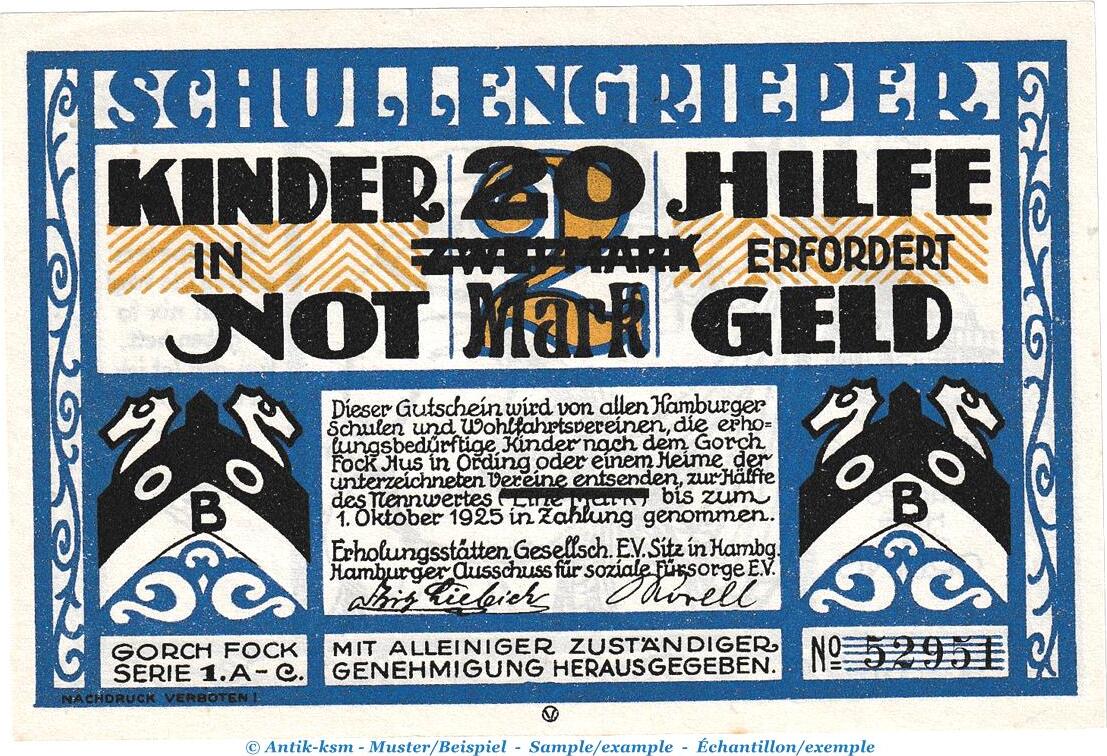 SCHULLENGRIEPER
KINDER 20 HILFE
IN ZWEI MARK ERFORDERT
NOT Mark GELD
2
Dieser Gutschein wird von allen Hamburger
Schulen und Wohlfahrtsvereinen, die erho=
lungsbedürftige Kinder nach dem Gorch
Fock Hus in Ording oder einem Heime der
unterzeichneten Vereine entsenden, zur Hälfte
des Nennwertes (Eine Mark) bis zum
1. Oktober 1925 in Zahlung genommen.
Erholungsstätten Gesellsch. E.V. Sitz in Hambg.
Hamburger Ausschuss für soziale Fürsorge E.V.
B
B
GORCH FOCK
SERIE 1. A-C.
MIT ALLEINIGER ZUSTÄNDIGER
GENEHMIGUNG HERAUSGEGEBEN.
No 52951
NACHDRUCK VERBOTEN!
© Antik-ksm - Muster/Beispiel - Sample/example - Échantillon/exemple